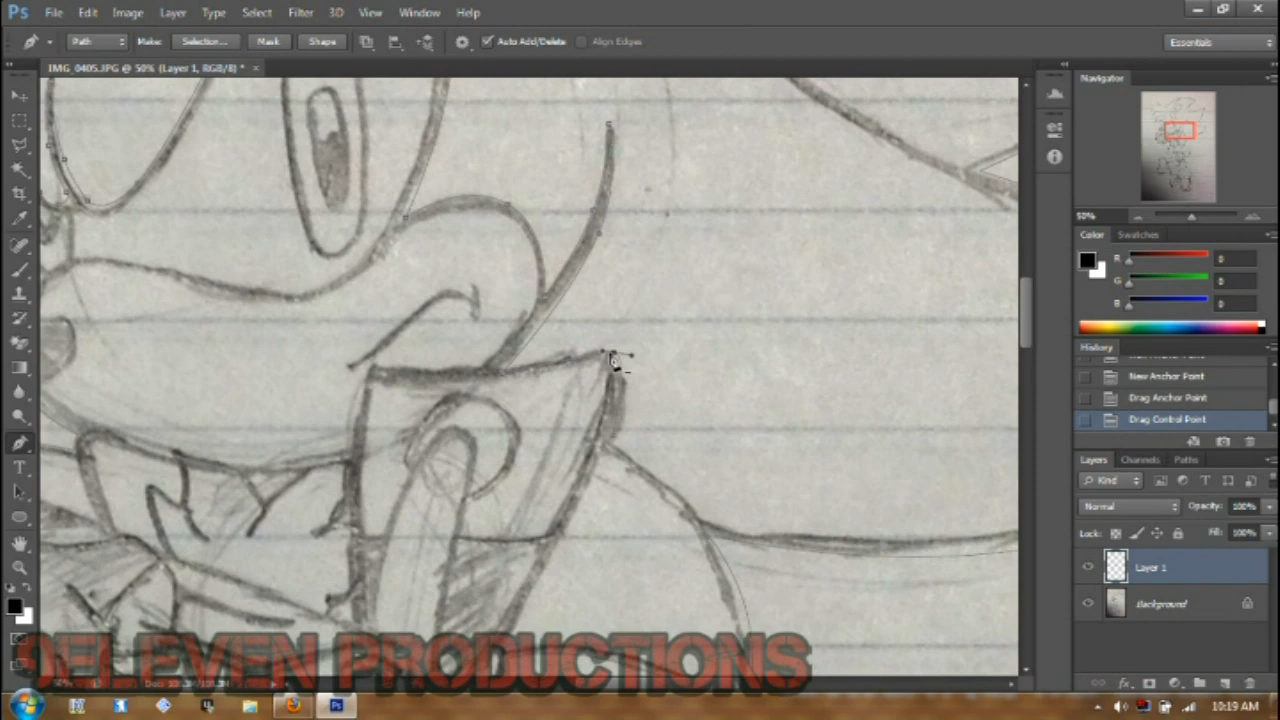 Ps File Edit Image Layer Type Select Filter 3D View Window Help
Path Make: Selection... Mask Shape Auto Add/Delete Align Edges Essentials
IMG_0405.JPG @ 50% (Layer 1, RGB/8) *
Navigator
50%
Color Swatches
R 0
G 0
B 0
History
New Anchor Point
Drag Anchor Point
Drag Control Point
Layers Channels Paths
Kind
Normal Opacity: 100%
Lock: Fill: 100%
Layer 1
Background
9ELEVEN PRODUCTIONS
10:19 AM